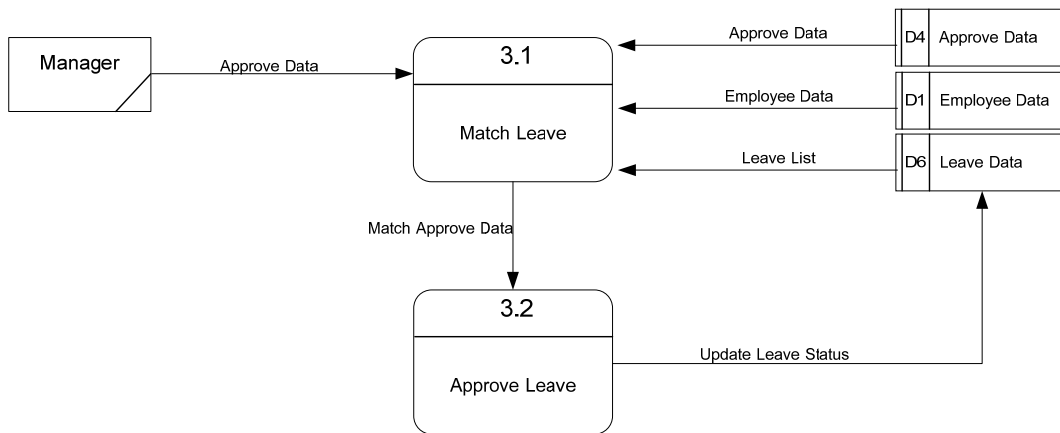 Manager
Approve Data
3.1
Match Leave
Approve Data
D4 Approve Data
Employee Data
D1 Employee Data
Leave List
D6 Leave Data
Match Approve Data
3.2
Approve Leave
Update Leave Status